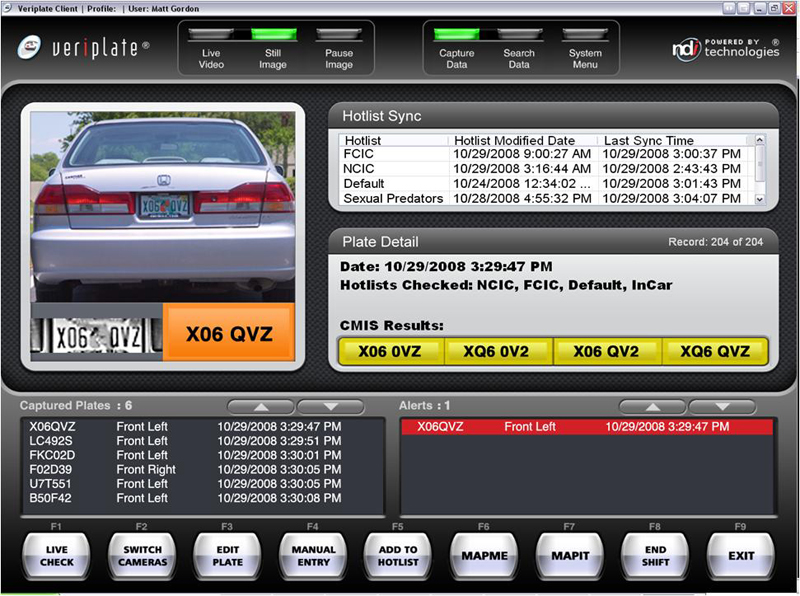 Veriplate Client | Profile: | User: Matt Gordon
veriplate®
Live Video
Still Image
Pause Image
Capture Data
Search Data
System Menu
ndi POWERED BY technologies®
Hotlist Sync
Hotlist Hotlist Modified Date Last Sync Time
FCIC 10/29/2008 9:00:27 AM 10/29/2008 3:00:37 PM
NCIC 10/29/2008 3:16:44 AM 10/29/2008 2:43:43 PM
Default 10/24/2008 12:34:02 ... 10/29/2008 3:01:43 PM
Sexual Predators 10/28/2008 4:55:32 PM 10/29/2008 3:04:07 PM
X06 QVZ
X06 QVZ
X06 QVZ
Plate Detail Record: 204 of 204
Date: 10/29/2008 3:29:47 PM
Hotlists Checked: NCIC, FCIC, Default, InCar
CMIS Results:
X06 0VZ XQ6 0V2 X06 QV2 XQ6 QVZ
Captured Plates : 6
X06QVZ Front Left 10/29/2008 3:29:47 PM
LC492S Front Left 10/29/2008 3:29:51 PM
FKC02D Front Left 10/29/2008 3:30:01 PM
F02D39 Front Right 10/29/2008 3:30:05 PM
U7T551 Front Left 10/29/2008 3:30:05 PM
B50F42 Front Left 10/29/2008 3:30:08 PM
Alerts : 1
X06QVZ Front Left 10/29/2008 3:29:47 PM
F1 F2 F3 F4 F5 F6 F7 F8 F9
LIVE CHECK
SWITCH CAMERAS
EDIT PLATE
MANUAL ENTRY
ADD TO HOTLIST
MAPME
MAPIT
END SHIFT
EXIT